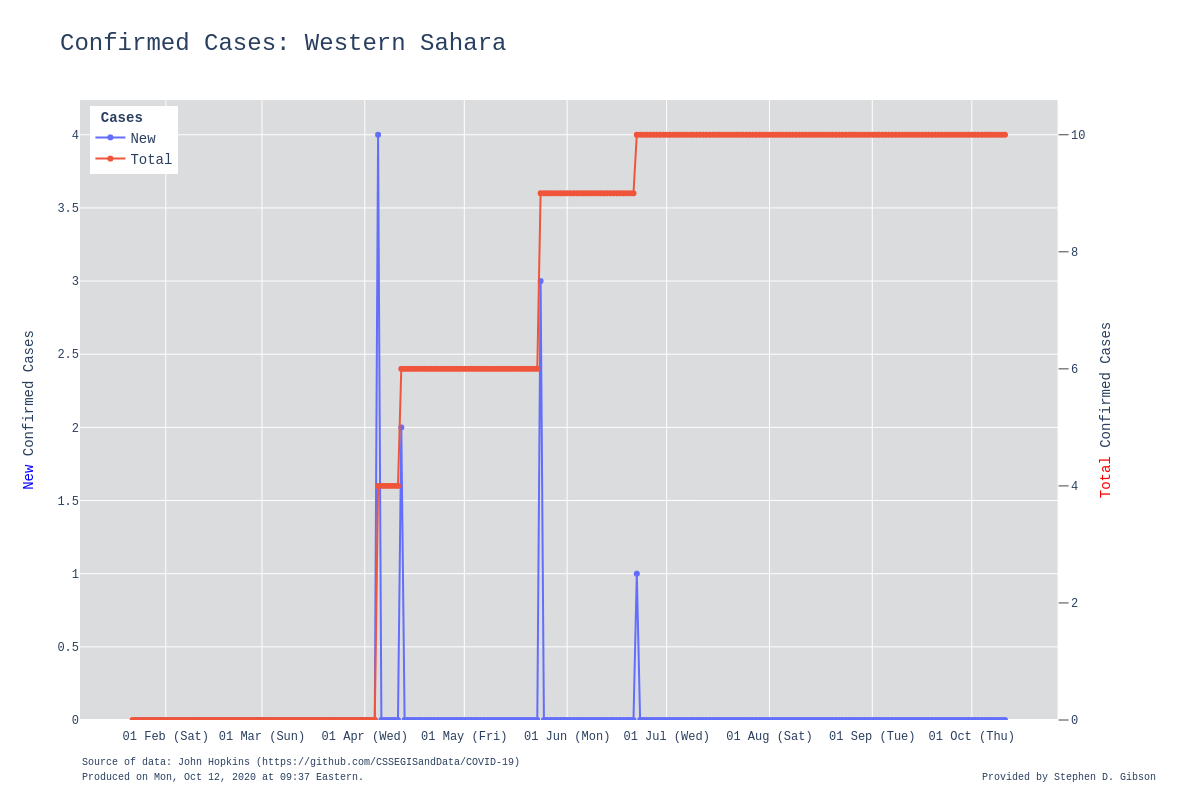 Confirmed Cases: Western Sahara
Cases
New
Total
4
3.5
3
2.5
2
1.5
1
0.5
0
New Confirmed Cases
10
8
6
4
2
0
Total Confirmed Cases
01 Feb (Sat) 01 Mar (Sun) 01 Apr (Wed) 01 May (Fri) 01 Jun (Mon) 01 Jul (Wed) 01 Aug (Sat) 01 Sep (Tue) 01 Oct (Thu)
Source of data: John Hopkins (https://github.com/CSSEGISandData/COVID-19)
Produced on Mon, Oct 12, 2020 at 09:37 Eastern.
Provided by Stephen D. Gibson